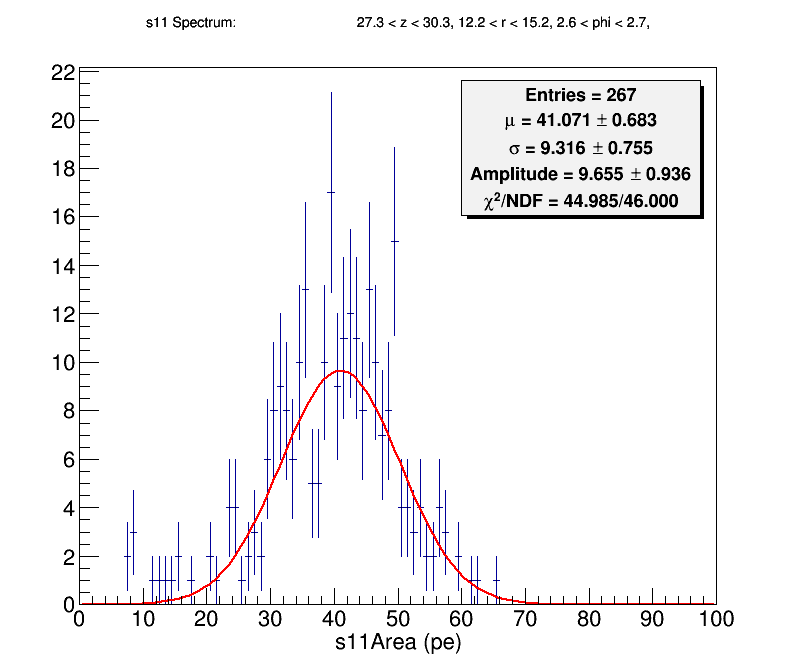 s11 Spectrum: 27.3 < z < 30.3, 12.2 < r < 15.2, 2.6 < phi < 2.7,
Entries = 267
μ = 41.071 ± 0.683
σ = 9.316 ± 0.755
Amplitude = 9.655 ± 0.936
χ²/NDF = 44.985/46.000
22
20
18
16
14
12
10
8
6
4
2
0
0 10 20 30 40 50 60 70 80 90 100
s11Area (pe)